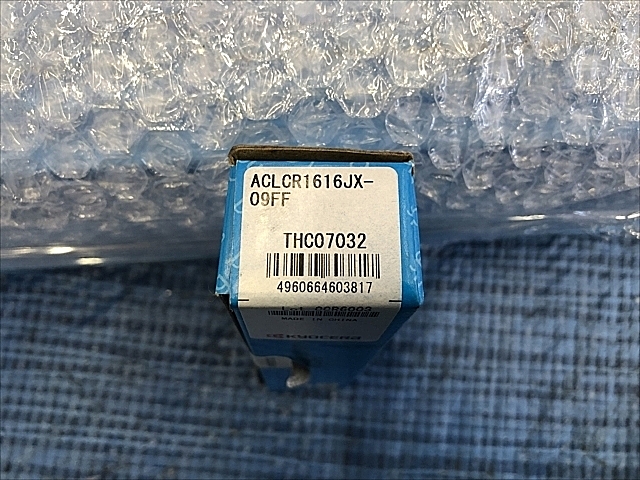 ACLCR1616JX-
09FF
THC07032
4960664603817
MADE IN CHINA
KYOCERA